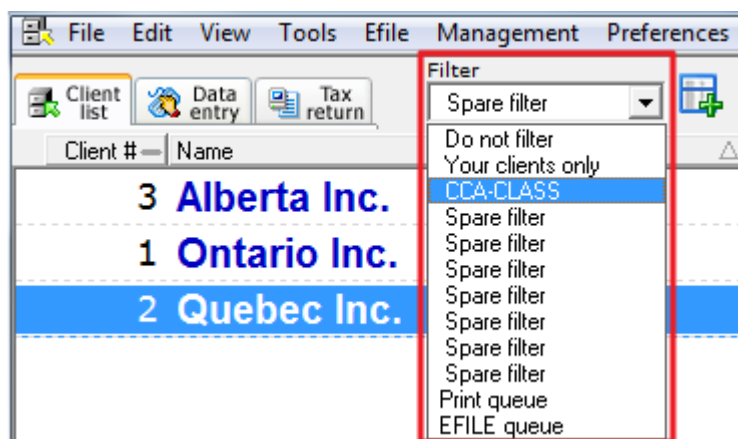 File Edit View Tools Efile Management Preferences
Filter
Client list
Data entry
Tax return
Spare filter
Client # Name
Do not filter
Your clients only
CCA-CLASS
Spare filter
Spare filter
Spare filter
Spare filter
Spare filter
Spare filter
Spare filter
Print queue
EFILE queue
3 Alberta Inc.
1 Ontario Inc.
2 Quebec Inc.